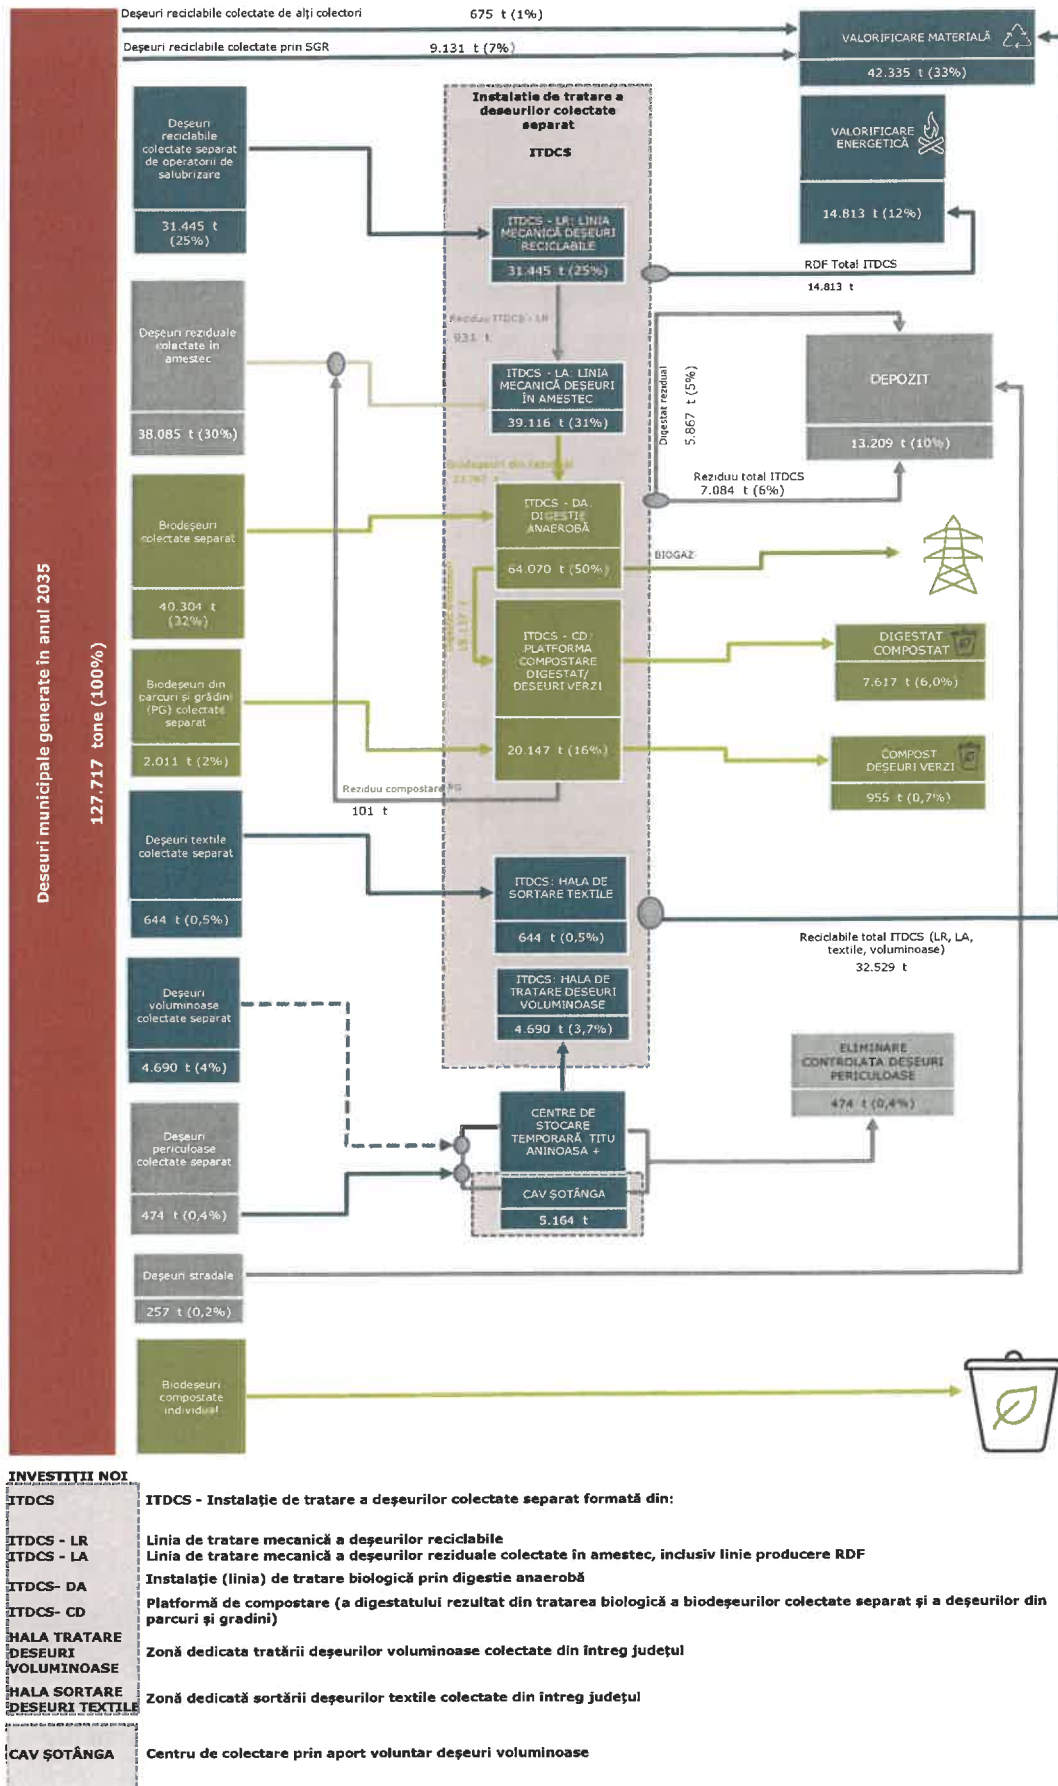 Deșeuri reciclabile colectate de alți colectori
675 t (1%)
Deșeuri reciclabile colectate prin SGR
9.131 t (7%)
VALORIFICARE MATERIALĂ
42.335 t (33%)
Deșeuri municipale generate în anul 2035
127.717 tone (100%)
Deșeuri
reciclabile
colectate separat
de operatorii de
salubrizare
31.445 t
(25%)
Instalație de tratare a
deșeurilor colectate
separat
ITDCS
VALORIFICARE
ENERGETICĂ
14.813 t (12%)
ITDCS - LR: LINIA
MECANICĂ DEȘEURI
RECICLABILE
31.445 t (25%)
RDF Total ITDCS
14.813 t
Reziduu ITDCS - LR
931 t
Deșeuri reziduale
colectate în
amestec
38.085 t (30%)
ITDCS - LA: LINIA
MECANICĂ DEȘEURI
ÎN AMESTEC
39.116 t (31%)
Digestat rezidual
5.867 t (5%)
DEPOZIT
13.209 t (10%)
Biodeșeuri din rezidual
Reziduu total ITDCS
7.084 t (6%)
Biodeșeuri
colectate separat
40.304 t
(32%)
ITDCS - DA:
DIGESTIE
ANAEROBĂ
64.070 t (50%)
BIOGAZ
ITDCS - CD:
PLATFORMA
COMPOSTARE
DIGESTAT/
DESEURI VERZI
20.147 t (16%)
DIGESTAT
COMPOSTAT
7.617 t (6,0%)
Biodeșeuri din
parcuri și grădini
(PG) colectate
separat
2.011 t (2%)
COMPOST
DESEURI VERZI
955 t (0,7%)
Reziduu compostare PG
101 t
Deșeuri textile
colectate separat
644 t (0,5%)
ITDCS: HALA DE
SORTARE TEXTILE
644 t (0,5%)
Reciclabile total ITDCS (LR, LA,
textile, voluminoase)
32.529 t
Deșeuri
voluminoase
colectate separat
4.690 t (4%)
ITDCS: HALA DE
TRATARE DEȘEURI
VOLUMINOASE
4.690 t (3,7%)
ELIMINARE
CONTROLATA DEȘEURI
PERICULOASE
474 t (0,4%)
Deșeuri
periculoase
colectate separat
474 t (0,4%)
CENTRE DE
STOCARE
TEMPORARĂ TITU
ANINOASA +
CAV ȘOTÂNGA
5.164 t
Deșeuri stradale
257 t (0,2%)
Biodeșeuri
compostate
individual
INVESTIȚII NOI
ITDCS
ITDCS - Instalație de tratare a deșeurilor colectate separat formată din:
ITDCS - LR
Linia de tratare mecanică a deșeurilor reciclabile
ITDCS - LA
Linia de tratare mecanică a deșeurilor reziduale colectate în amestec, inclusiv linie producere RDF
ITDCS- DA
Instalație (linia) de tratare biologică prin digestie anaerobă
ITDCS- CD
Platformă de compostare (a digestatului rezultat din tratarea biologică a biodeșeurilor colectate separat și a deșeurilor din
parcuri și gradini)
HALA TRATARE
DESEURI
VOLUMINOASE
Zonă dedicata tratării deșeurilor voluminoase colectate din întreg județul
HALA SORTARE
DESEURI TEXTILE
Zonă dedicată sortării deșeurilor textile colectate din întreg județul
CAV ȘOTÂNGA
Centru de colectare prin aport voluntar deșeuri voluminoase